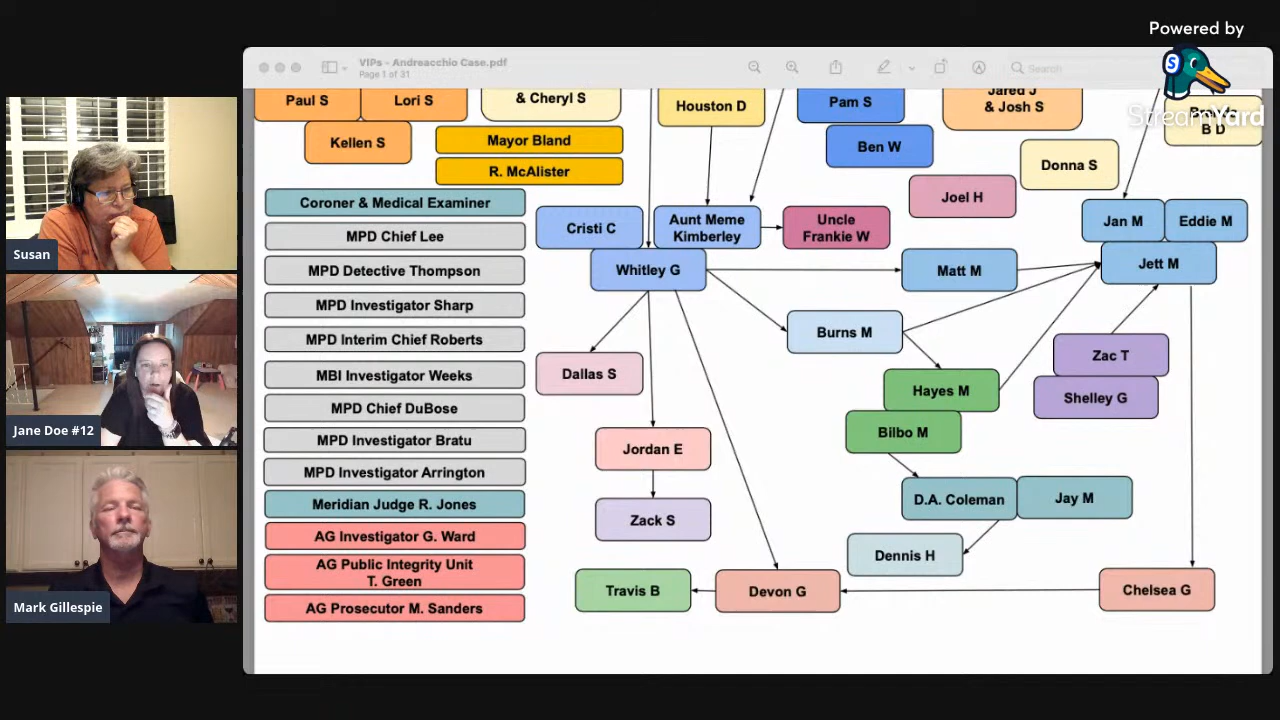 Powered by
StreamYard
VIPs - Andreacchio Case.pdf
Page 1 of 31
Search
Paul S
Lori S
& Cheryl S
Houston D
Pam S
Jared J
& Josh S
B D
Kellen S
Mayor Bland
R. McAlister
Ben W
Donna S
Joel H
Coroner & Medical Examiner
MPD Chief Lee
MPD Detective Thompson
MPD Investigator Sharp
MPD Interim Chief Roberts
MBI Investigator Weeks
MPD Chief DuBose
MPD Investigator Bratu
MPD Investigator Arrington
Meridian Judge R. Jones
AG Investigator G. Ward
AG Public Integrity Unit
T. Green
AG Prosecutor M. Sanders
Cristi C
Aunt Meme
Kimberley
Uncle
Frankie W
Jan M
Eddie M
Whitley G
Matt M
Jett M
Burns M
Zac T
Dallas S
Hayes M
Shelley G
Bilbo M
Jordan E
D.A. Coleman
Jay M
Zack S
Dennis H
Travis B
Devon G
Chelsea G
Susan
Jane Doe #12
Mark Gillespie